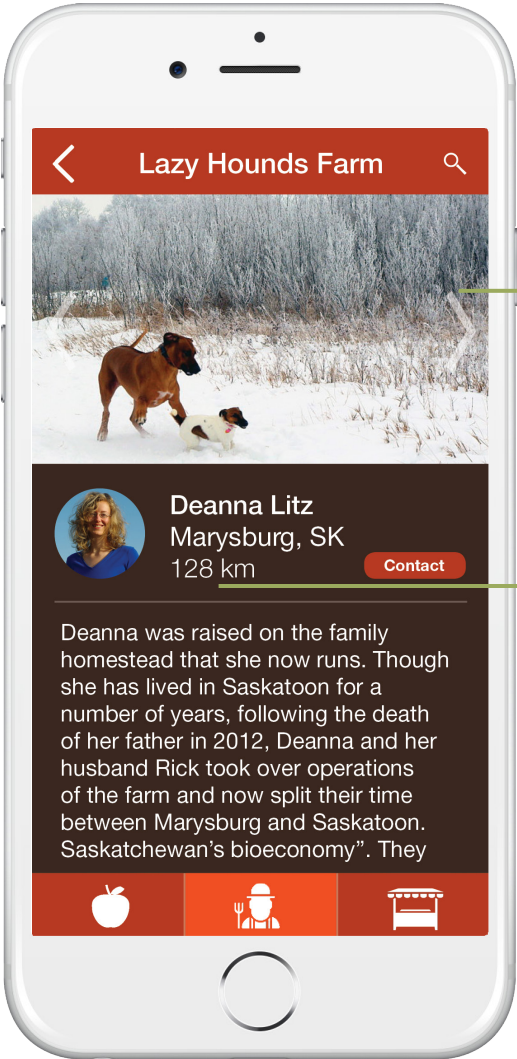 Lazy Hounds Farm
Deanna Litz
Marysburg, SK
128 km
Contact
Deanna was raised on the family
homestead that she now runs. Though
she has lived in Saskatoon for a
number of years, following the death
of her father in 2012, Deanna and her
husband Rick took over operations
of the farm and now split their time
between Marysburg and Saskatoon.
Saskatchewan’s bioeconomy”. They